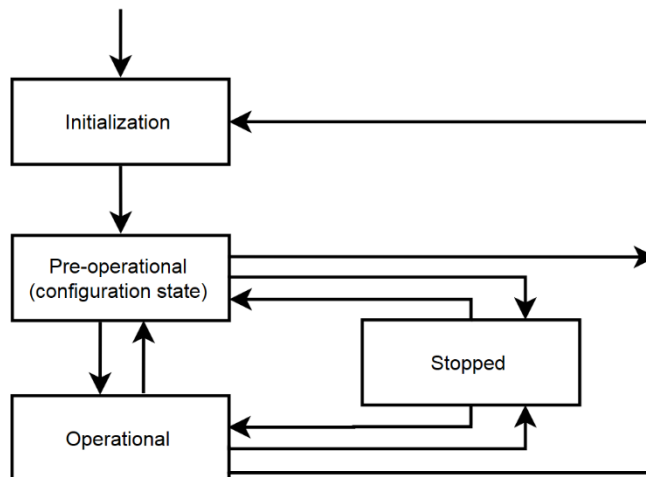 Initialization
Pre-operational
(configuration state)
Stopped
Operational